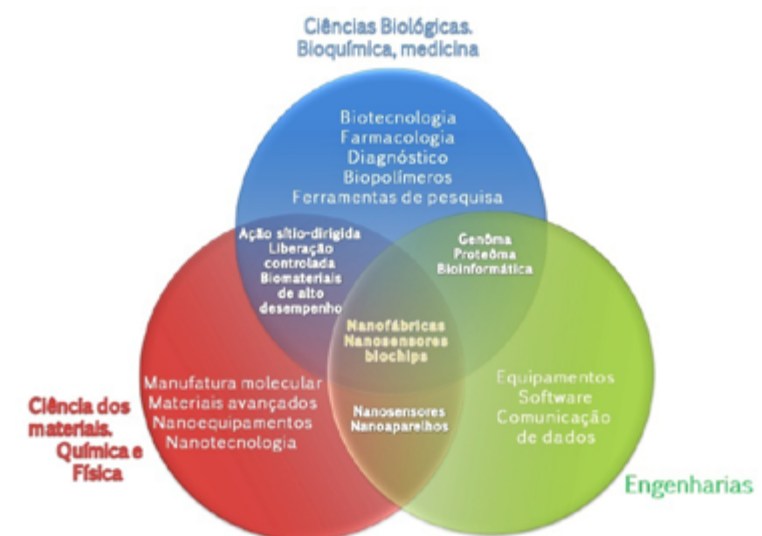 Ciências Biológicas.
Bioquímica, medicina
Biotecnologia
Farmacologia
Diagnóstico
Biopolímeros
Ferramentas de pesquisa
Ação sítio-dirigida
Liberação
controlada
Biomateriais
de alto
desempenho
Genôma
Proteôma
Bioinformática
Nanofábricas
Nanosensores
biochips
Manufatura molecular
Materiais avançados
Nanoequipamentos
Nanotecnologia
Nanosensores
Nanoaparelhos
Equipamentos
Software
Comunicação
de dados
Ciência dos
materiais.
Química e
Física
Engenharias